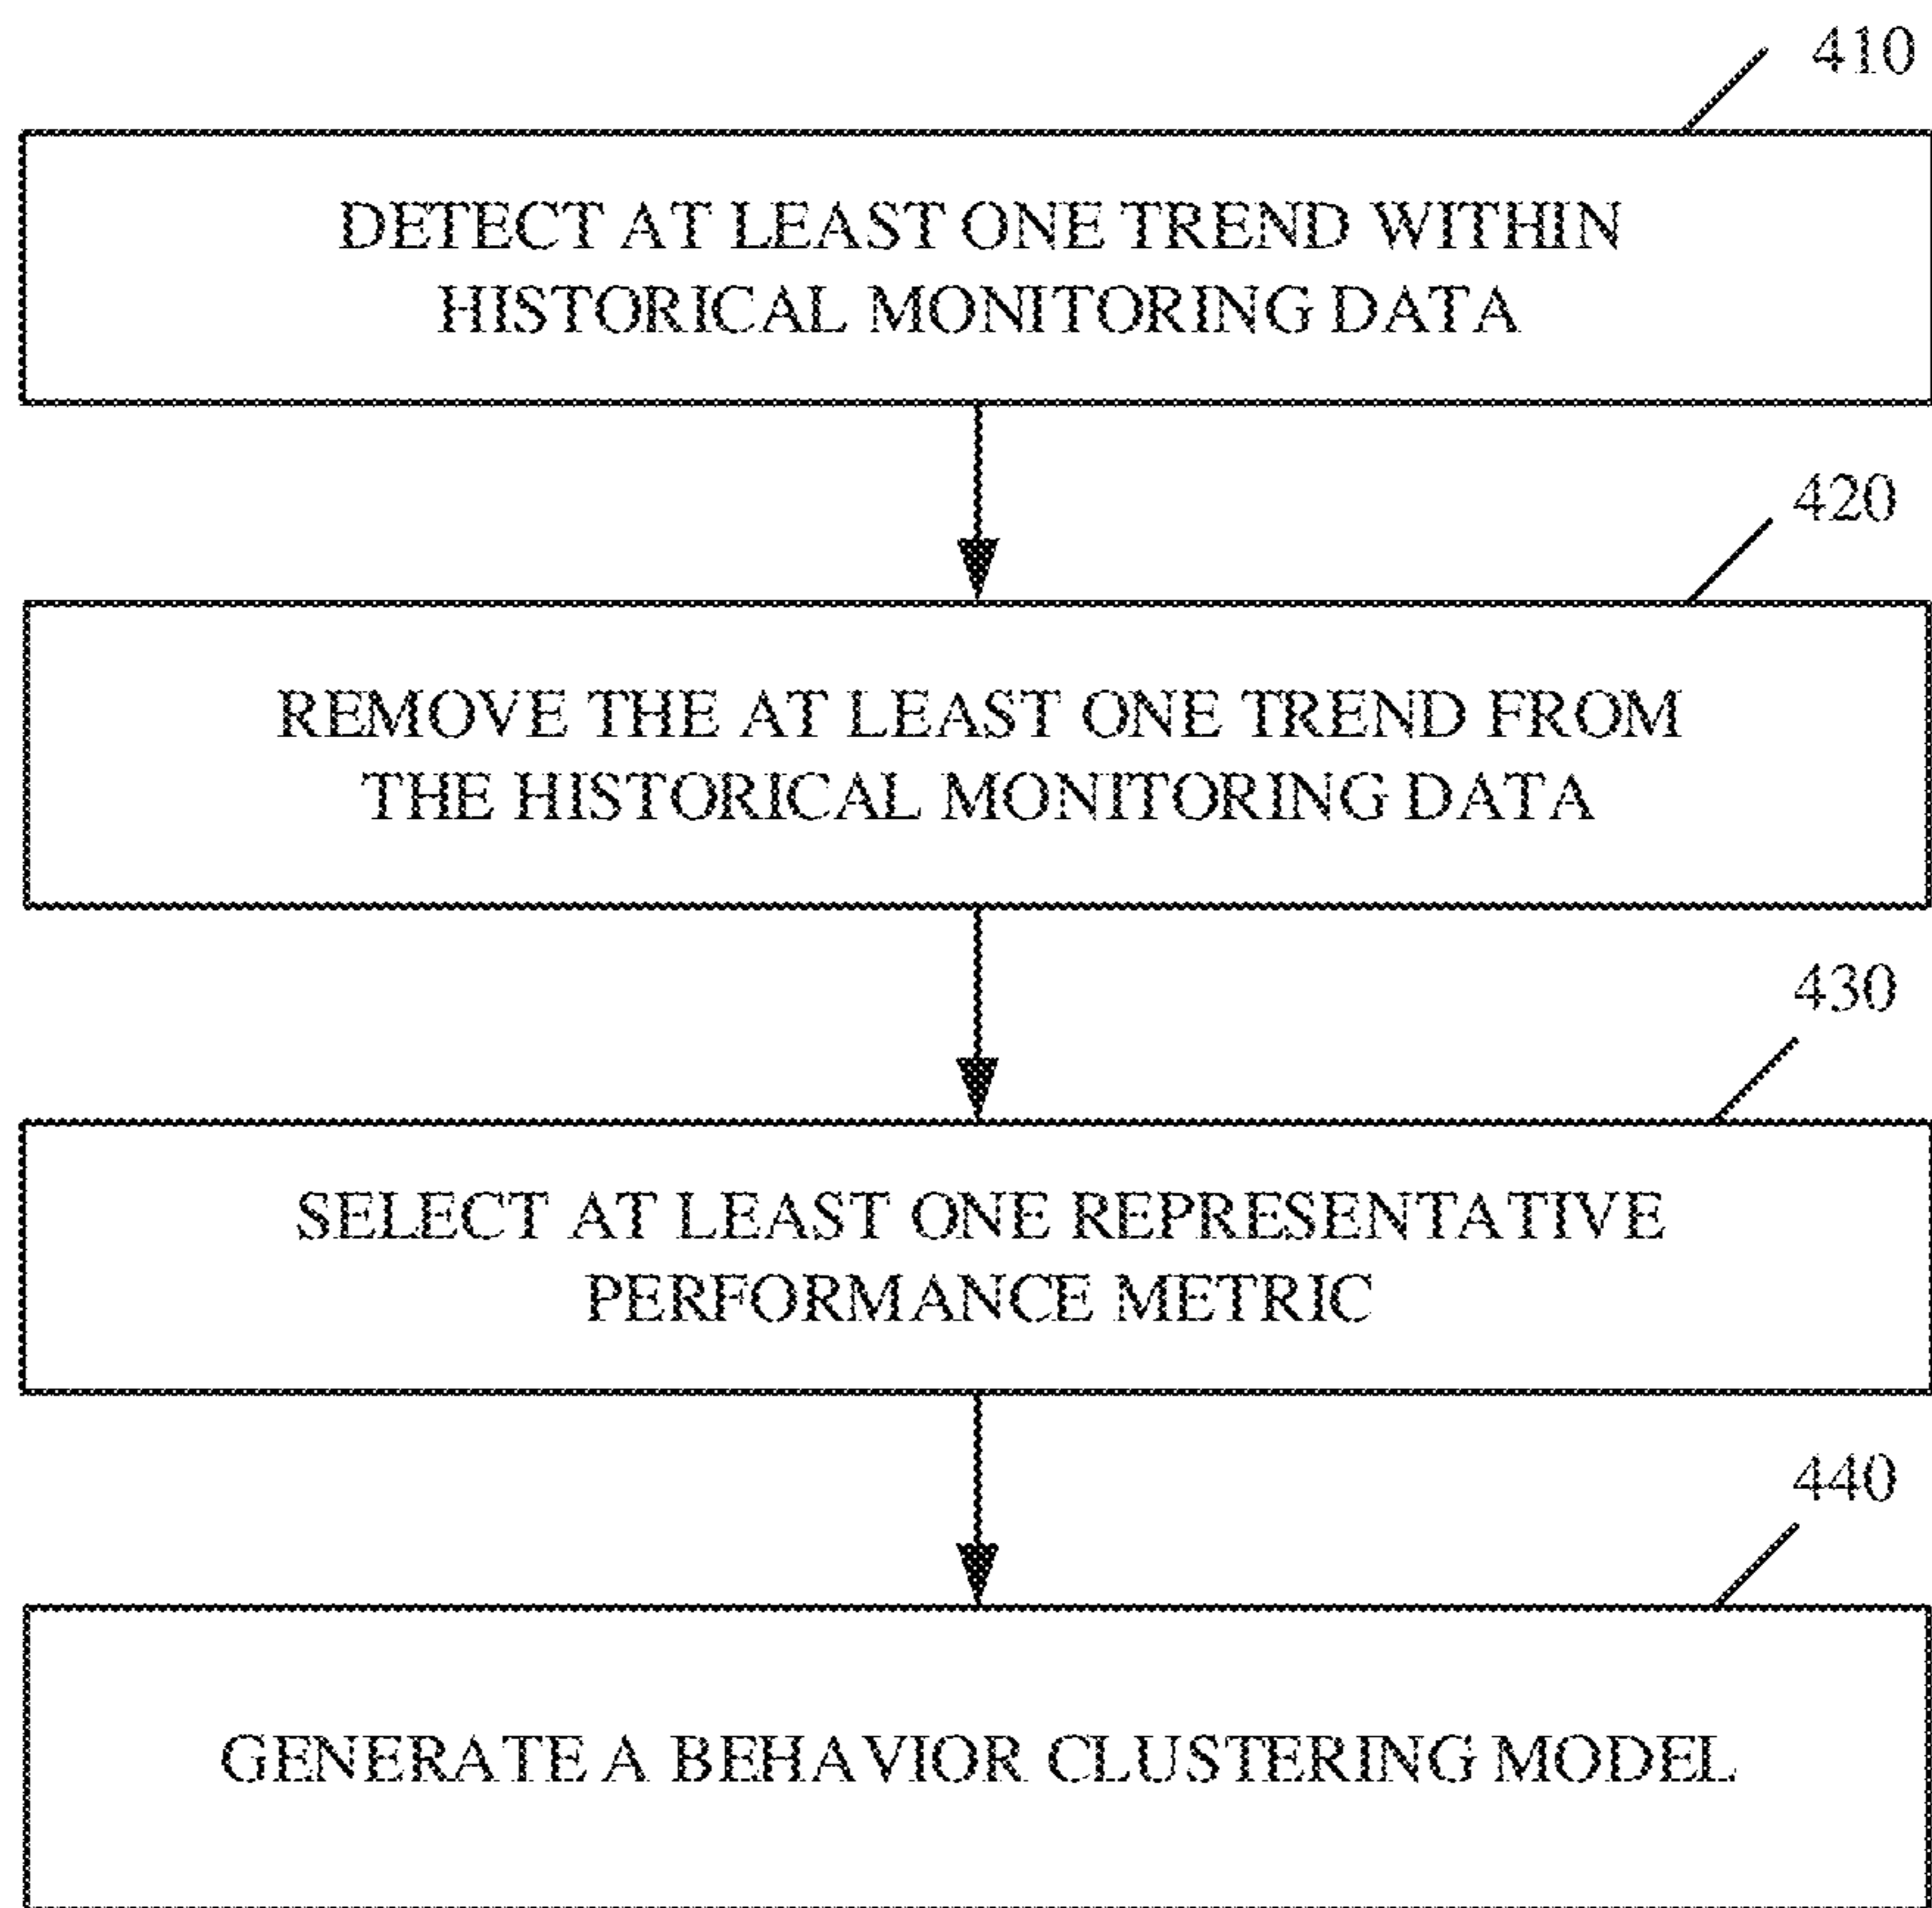 410
DETECT AT LEAST ONE TREND WITHIN
HISTORICAL MONITORING DATA
420
REMOVE THE AT LEAST ONE TREND FROM
THE HISTORICAL MONITORING DATA
430
SELECT AT LEAST ONE REPRESENTATIVE
PERFORMANCE METRIC
440
GENERATE A BEHAVIOR CLUSTERING MODEL